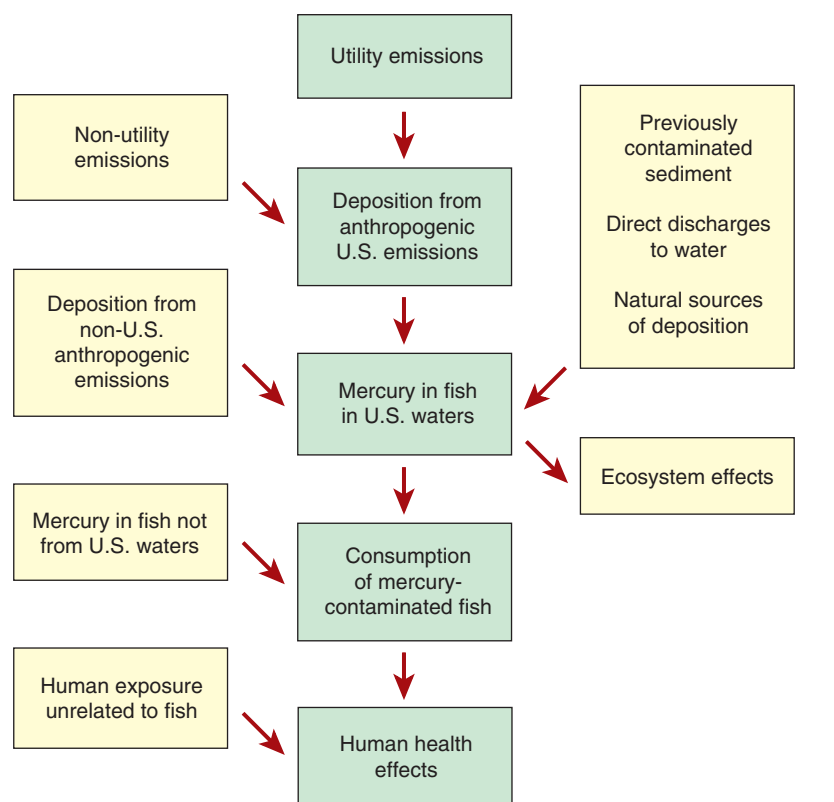 Utility emissions
Non-utility
emissions
Previously
contaminated
sediment
Direct discharges
to water
Natural sources
of deposition
Deposition from
anthropogenic
U.S. emissions
Deposition from
non-U.S.
anthropogenic
emissions
Mercury in fish
in U.S. waters
Ecosystem effects
Mercury in fish not
from U.S. waters
Consumption
of mercury-
contaminated fish
Human exposure
unrelated to fish
Human health
effects